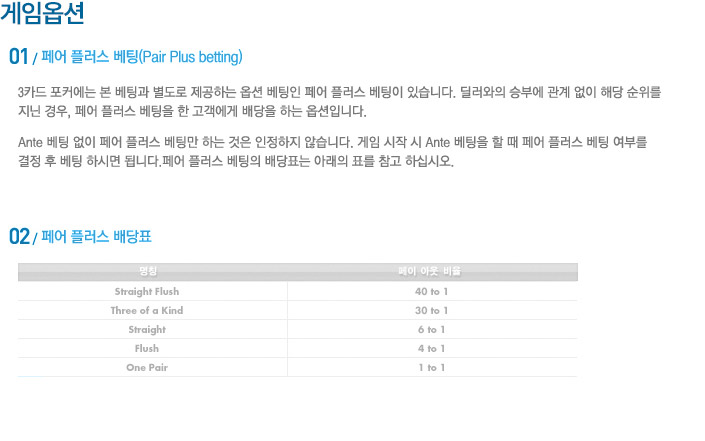 게임옵션
01 / 페어 플러스 베팅(Pair Plus betting)
3카드 포커에는 본 베팅과 별도로 제공하는 옵션 베팅인 페어 플러스 베팅이 있습니다. 딜러와의 승부에 관계 없이 해당 순위를
지닌 경우, 페어 플러스 베팅을 한 고객에게 배당을 하는 옵션입니다.
Ante 베팅 없이 페어 플러스 베팅만 하는 것은 인정하지 않습니다. 게임 시작 시 Ante 베팅을 할 때 페어 플러스 베팅 여부를
결정 후 베팅 하시면 됩니다.페어 플러스 베팅의 배당표는 아래의 표를 참고 하십시오.
02 / 페어 플러스 배당표
명칭 페이 아웃 비율
Straight Flush 40 to 1
Three of a Kind 30 to 1
Straight 6 to 1
Flush 4 to 1
One Pair 1 to 1